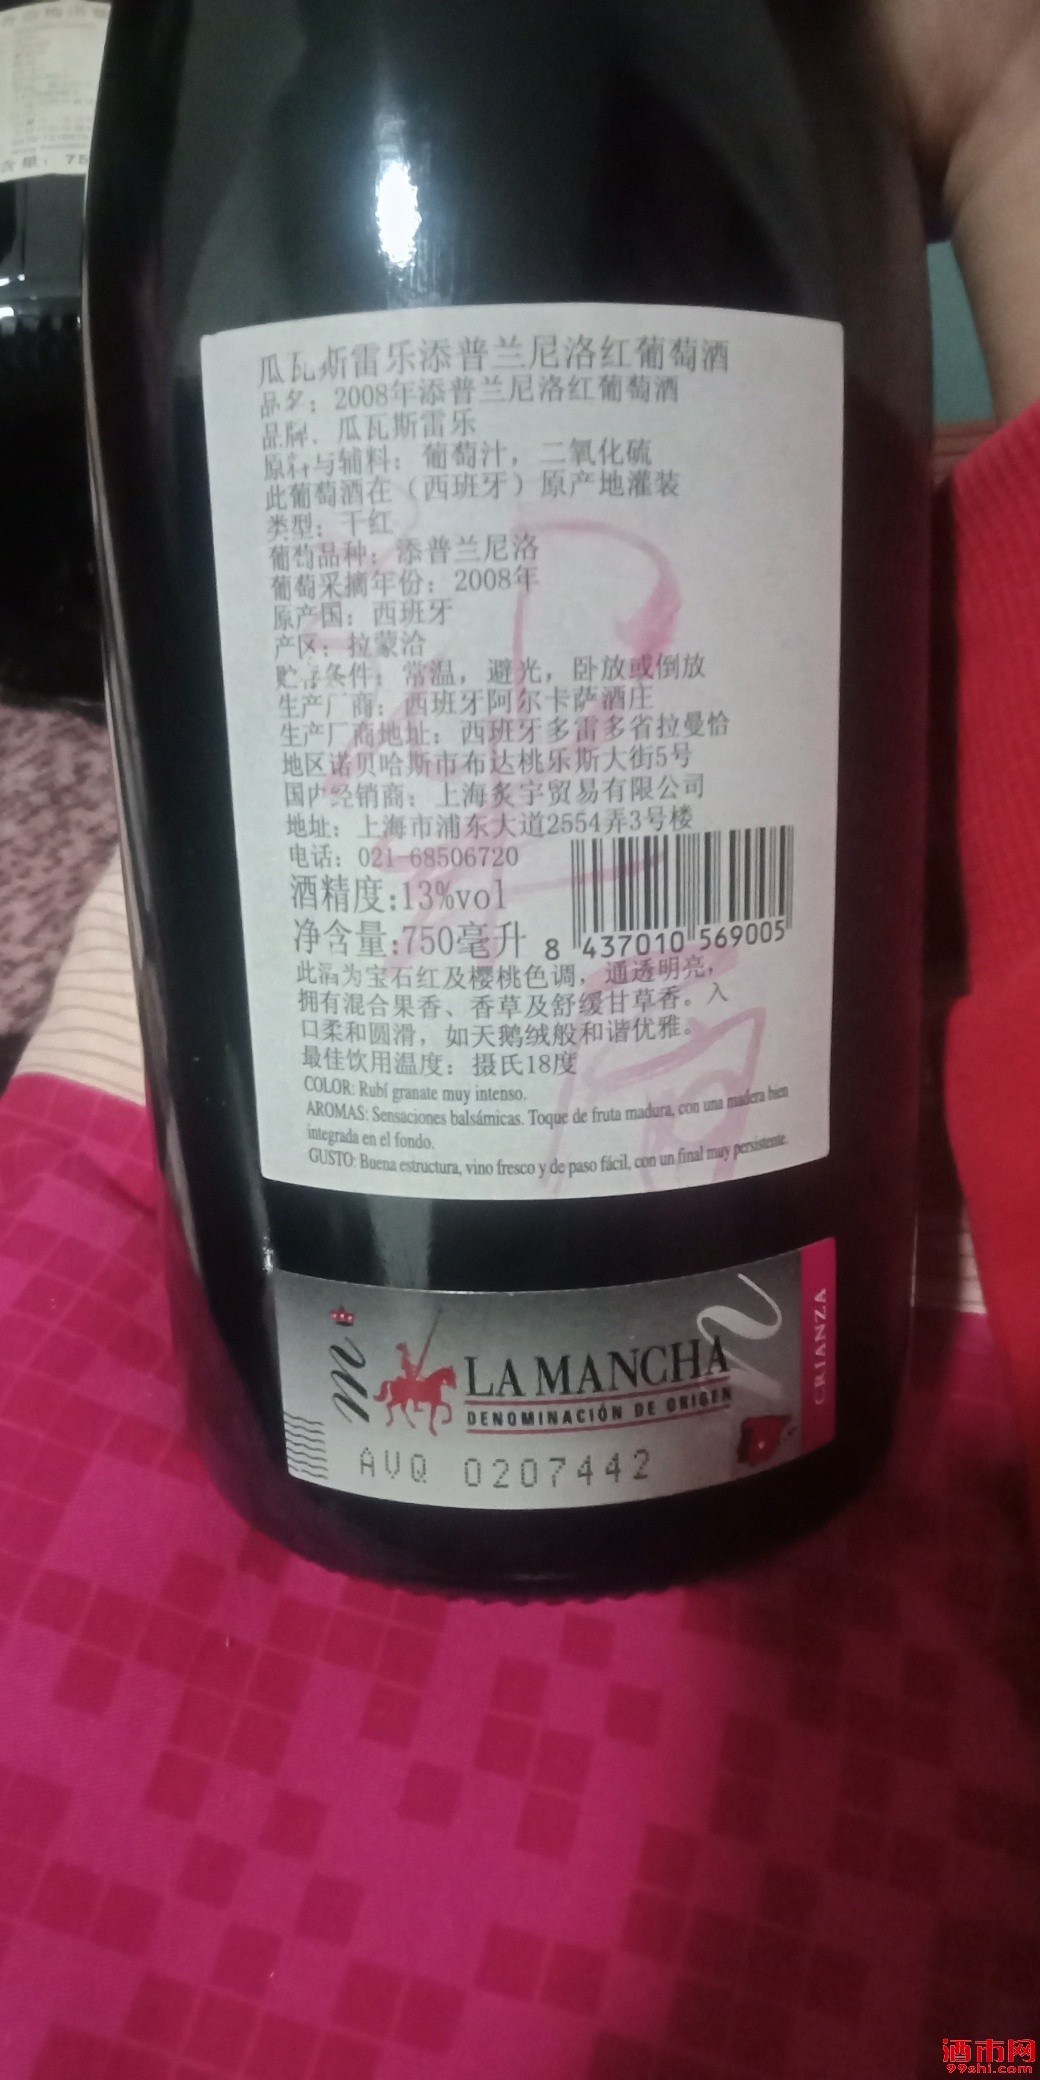 瓜瓦斯雷乐添普兰尼洛红葡萄酒
品名：2008年添普兰尼洛红葡萄酒
品牌：瓜瓦斯雷乐
原料与辅料：葡萄汁，二氧化硫
此葡萄酒在（西班牙）原产地灌装
类型：干红
葡萄品种：添普兰尼洛
葡萄采摘年份：2008年
原产国：西班牙
产区：拉蒙治
贮存条件：常温，避光，卧放或倒放
生产厂商：西班牙阿尔卡萨酒庄
生产厂商地址：西班牙多雷多省拉曼恰
地区诺贝哈斯市布达桃乐斯大街5号
国内经销商：上海炙宇贸易有限公司
地址：上海市浦东大道2554弄3号楼
电话：021-68506720
酒精度:13%vol
净含量:750毫升
8 437010 569005
此酒为宝石红及樱桃色调，通透明亮，
拥有混合果香、香草及舒缓甘草香。入
口柔和圆滑，如天鹅绒般和谐优雅。
最佳饮用温度：摄氏18度
COLOR: Rubí granate muy intenso.
AROMAS: Sensaciones balsámicas. Toque de fruta madura, con una madera bien
integrada en el fondo.
GUSTO: Buena estructura, vino fresco y de paso fácil, con un final muy persistente.
LA MANCHA
DENOMINACIÓN DE ORIGEN
CRIANZA
AVQ 0207442
含量：75
酒市网
99shi.com